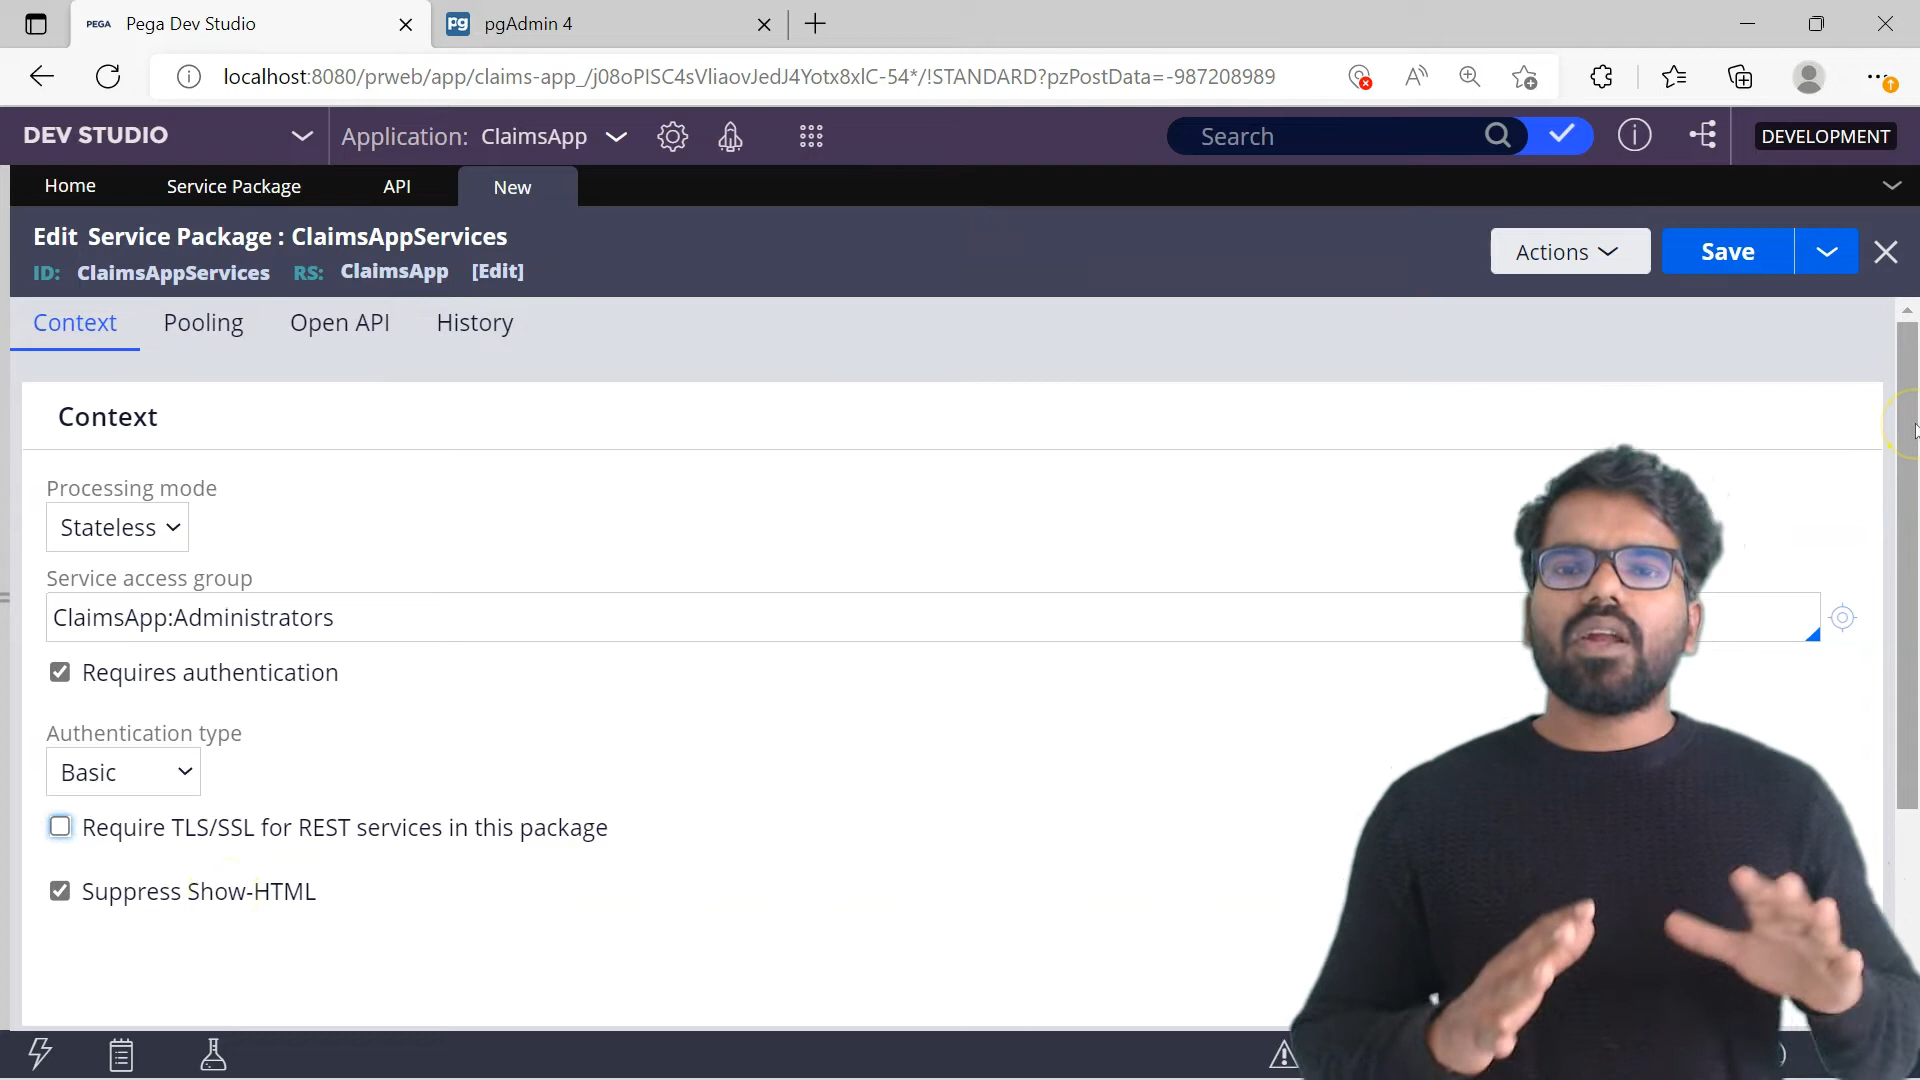 PEGA Pega Dev Studio
pg pgAdmin 4
localhost:8080/prweb/app/claims-app_/j08oPISC4sVliaovJedJ4Yotx8xlC-54*/!STANDARD?pzPostData=-987208989
DEV STUDIO
Application: ClaimsApp
Search
DEVELOPMENT
Home
Service Package
API
New
Edit Service Package : ClaimsAppServices
ID: ClaimsAppServices RS: ClaimsApp [Edit]
Actions
Save
Context
Pooling
Open API
History
Context
Processing mode
Stateless
Service access group
ClaimsApp:Administrators
Requires authentication
Authentication type
Basic
Require TLS/SSL for REST services in this package
Suppress Show-HTML